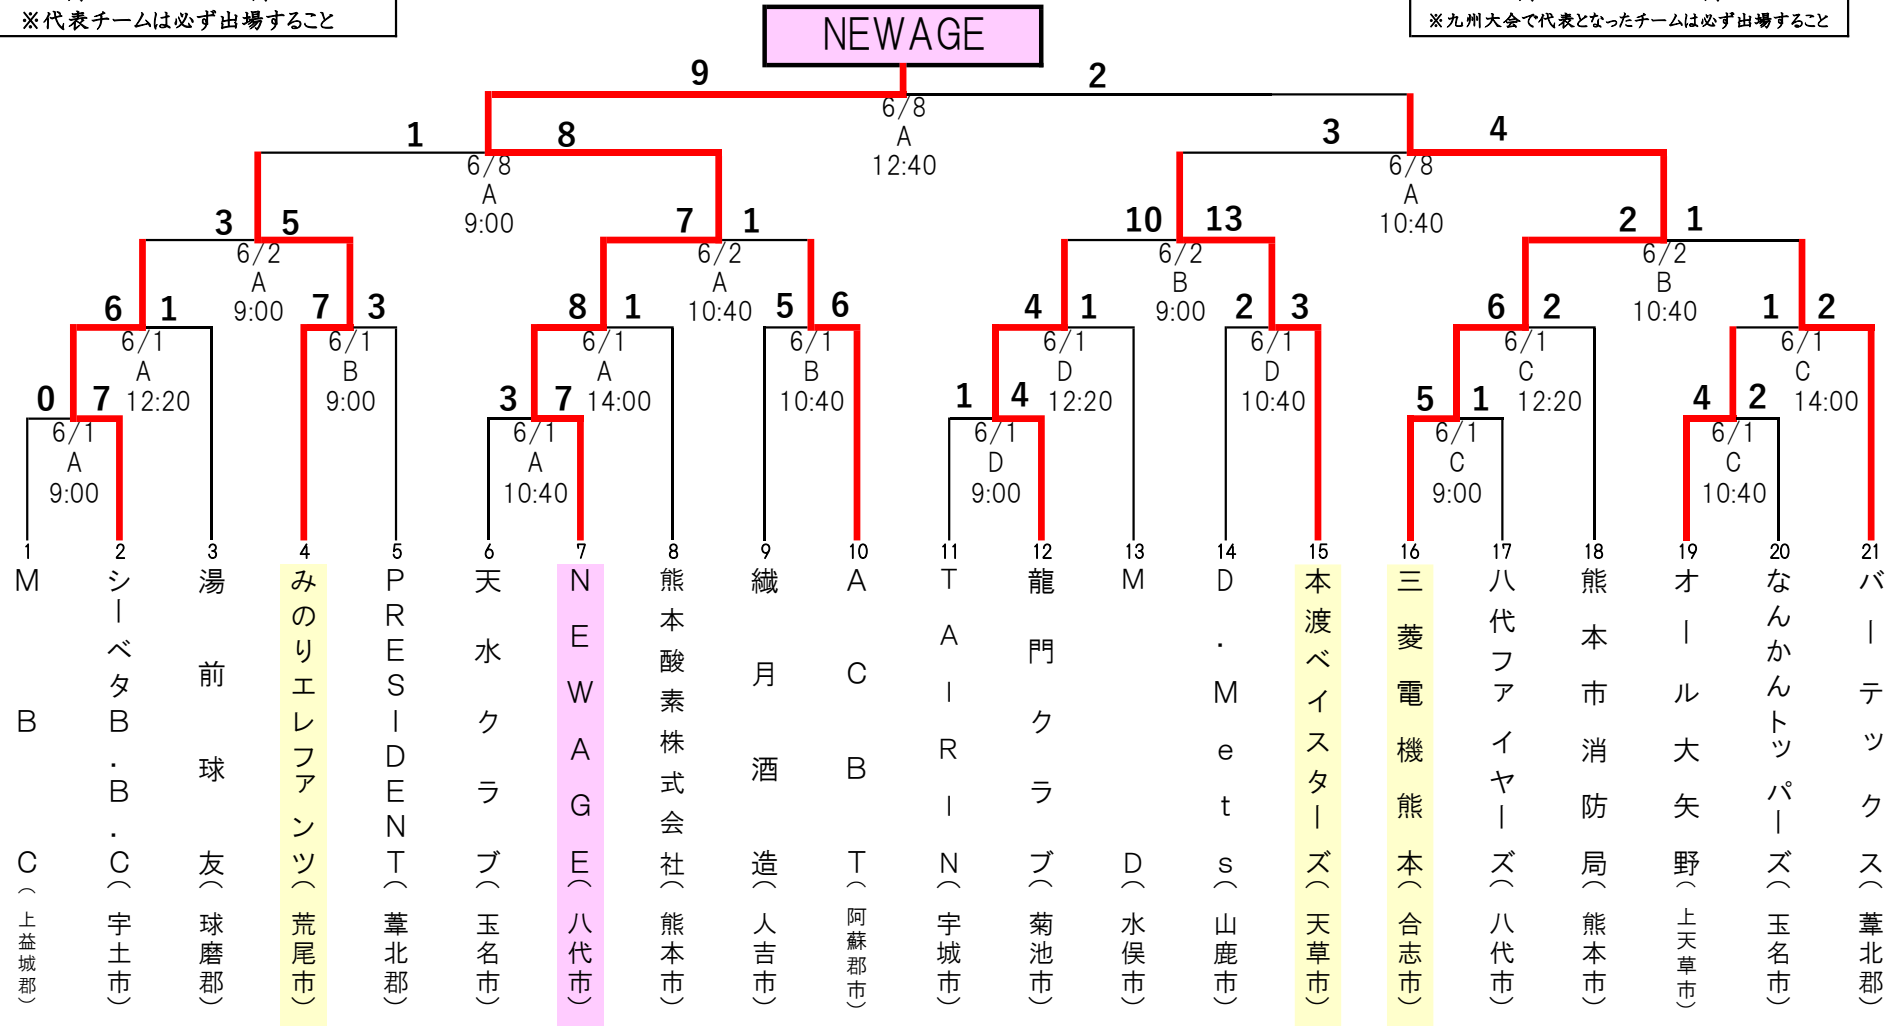 ※代表チームは必ず出場すること
※九州大会で代表となったチームは必ず出場すること
NEWAGE
9 2
6/8
A
12:40
1 8
6/8
A
9:00
3 4
6/8
A
10:40
3 5
6/2
A
9:00
7 1
6/2
A
10:40
10 13
6/2
B
9:00
2 1
6/2
B
10:40
6 1
6/1
A
12:20
7 3
6/1
B
9:00
8 1
6/1
A
14:00
5 6
6/1
B
10:40
4 1
6/1
D
12:20
2 3
6/1
D
10:40
6 2
6/1
C
12:20
1 2
6/1
C
14:00
0 7
6/1
A
9:00
3 7
6/1
A
10:40
1 4
6/1
D
9:00
5 1
6/1
C
9:00
4 2
6/1
C
10:40
1 MBC(上益城郡)
2 シーベタB.B.C(宇土市)
3 湯前球友(球磨郡)
4 みのりエレファンツ(荒尾市)
5 PRESIDENT(葦北郡)
6 天水クラブ(玉名市)
7 NEWAGE(八代市)
8 熊本酸素株式会社(熊本市)
9 繊月酒造(人吉市)
10 ACBT(阿蘇郡市)
11 TAIRIN(宇城市)
12 龍門クラブ(菊池市)
13 MD(水俣市)
14 D.Mets(山鹿市)
15 本渡ベイスターズ(天草市)
16 三菱電機熊本(合志市)
17 八代ファイヤーズ(八代市)
18 熊本市消防局(熊本市)
19 オール大矢野(上天草市)
20 なんかんトッパーズ(玉名市)
21 バーテックス(葦北郡)